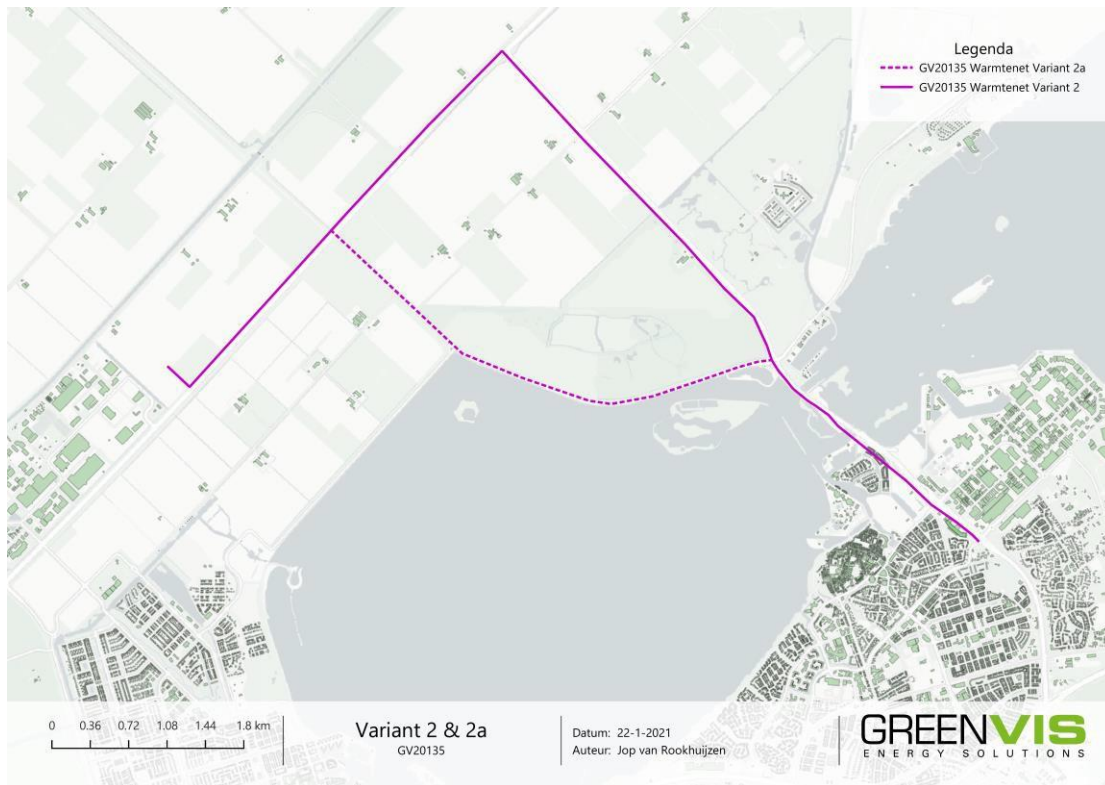 Legenda
GV20135 Warmtenet Variant 2a
GV20135 Warmtenet Variant 2
0 0.36 0.72 1.08 1.44 1.8 km
Variant 2 & 2a
GV20135
Datum: 22-1-2021
Auteur: Jop van Rookhuijzen
GREENVIS
ENERGY SOLUTIONS